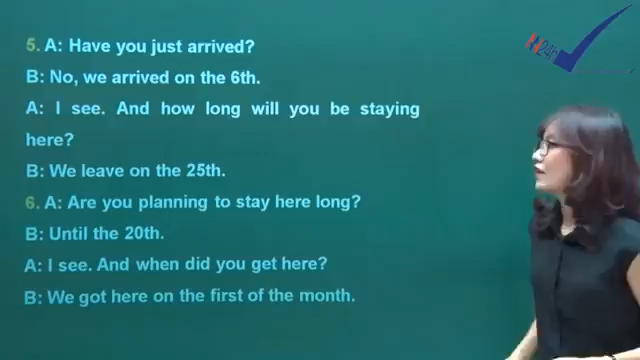 5. A: Have you just arrived?
B: No, we arrived on the 6th.
A: I see. And how long will you be staying
here?
B: We leave on the 25th.
6. A: Are you planning to stay here long?
B: Until the 20th.
A: I see. And when did you get here?
B: We got here on the first of the month.